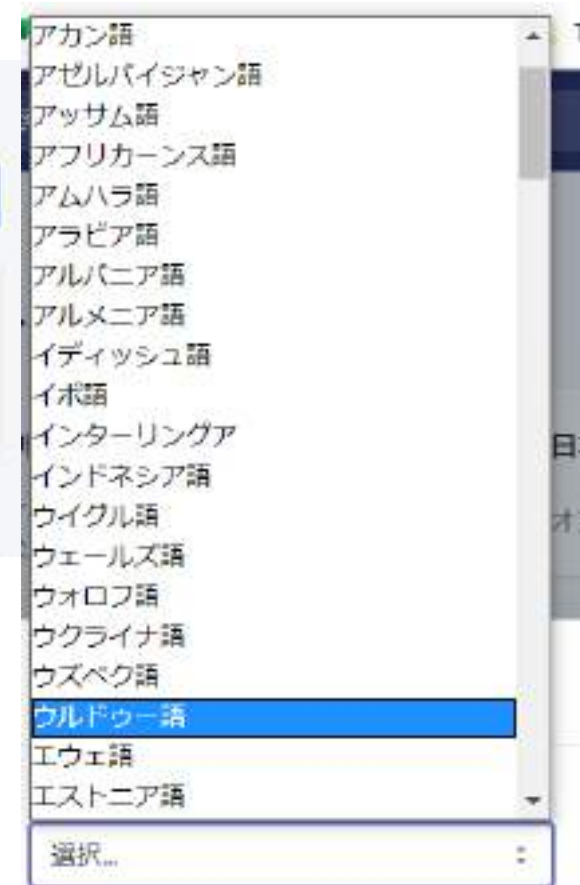 アカン語
アゼルバイジャン語
アッサム語
アフリカーンス語
アムハラ語
アラビア語
アルバニア語
アルメニア語
イディッシュ語
イボ語
インターリングア
インドネシア語
ウイグル語
ウェールズ語
ウォロフ語
ウクライナ語
ウズベク語
ウルドゥー語
エウェ語
エストニア語
選択...